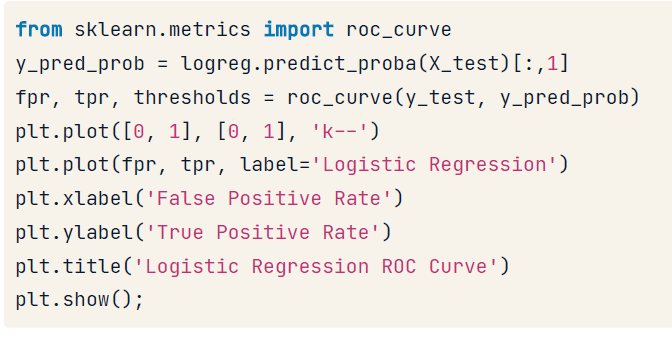 from sklearn.metrics import roc_curve
y_pred_prob = logreg.predict_proba(X_test)[:,1]
fpr, tpr, thresholds = roc_curve(y_test, y_pred_prob)
plt.plot([0, 1], [0, 1], 'k--')
plt.plot(fpr, tpr, label='Logistic Regression')
plt.xlabel('False Positive Rate')
plt.ylabel('True Positive Rate')
plt.title('Logistic Regression ROC Curve')
plt.show();